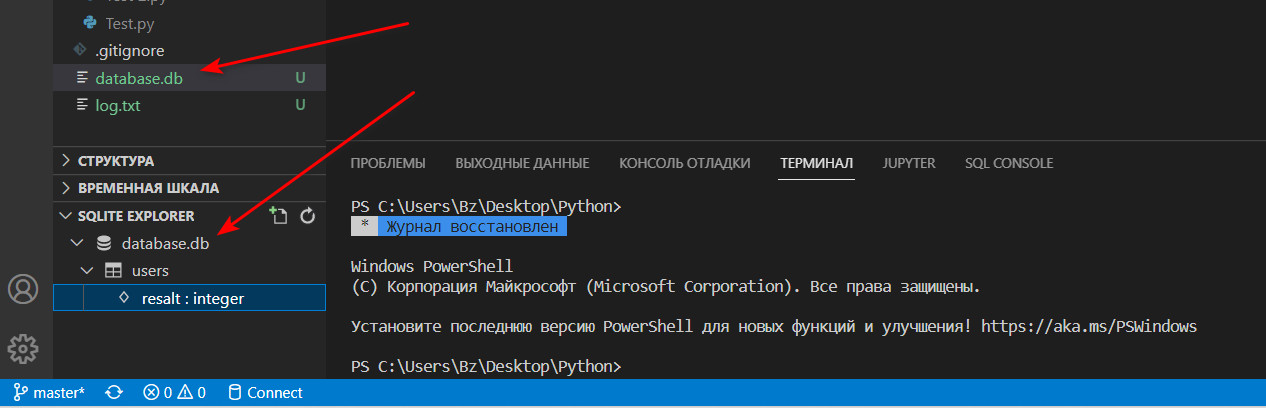 Test.py
.gitignore
database.db U
log.txt U
СТРУКТУРА
ВРЕМЕННАЯ ШКАЛА
SQLITE EXPLORER
database.db
users
resalt : integer
ПРОБЛЕМЫ ВЫХОДНЫЕ ДАННЫЕ КОНСОЛЬ ОТЛАДКИ ТЕРМИНАЛ JUPYTER SQL CONSOLE
PS C:\Users\Bz\Desktop\Python>
* Журнал восстановлен
Windows PowerShell
(C) Корпорация Майкрософт (Microsoft Corporation). Все права защищены.
Установите последнюю версию PowerShell для новых функций и улучшения! https://aka.ms/PSWindows
PS C:\Users\Bz\Desktop\Python>
master* 0 0 Connect